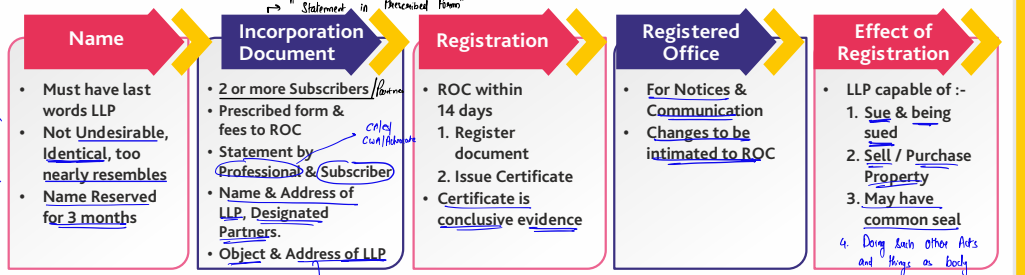 " Statement in Prescribed Form"
Name
Must have last
words LLP
Not Undesirable,
Identical, too
nearly resembles
Name Reserved
for 3 months
Incorporation
Document
2 or more Subscribers /Partner
Prescribed form &
fees to ROC
Statement by
Professional & Subscriber
CA/CS/
CWA/Advocate
Name & Address of
LLP, Designated
Partners.
Object & Address of LLP
Registration
ROC within
14 days
1. Register
document
2. Issue Certificate
Certificate is
conclusive evidence
Registered
Office
For Notices &
Communication
Changes to be
intimated to ROC
Effect of
Registration
LLP capable of :-
1. Sue & being
sued
2. Sell / Purchase
Property
3. May have
common seal
4. Doing such other Acts
and things as body